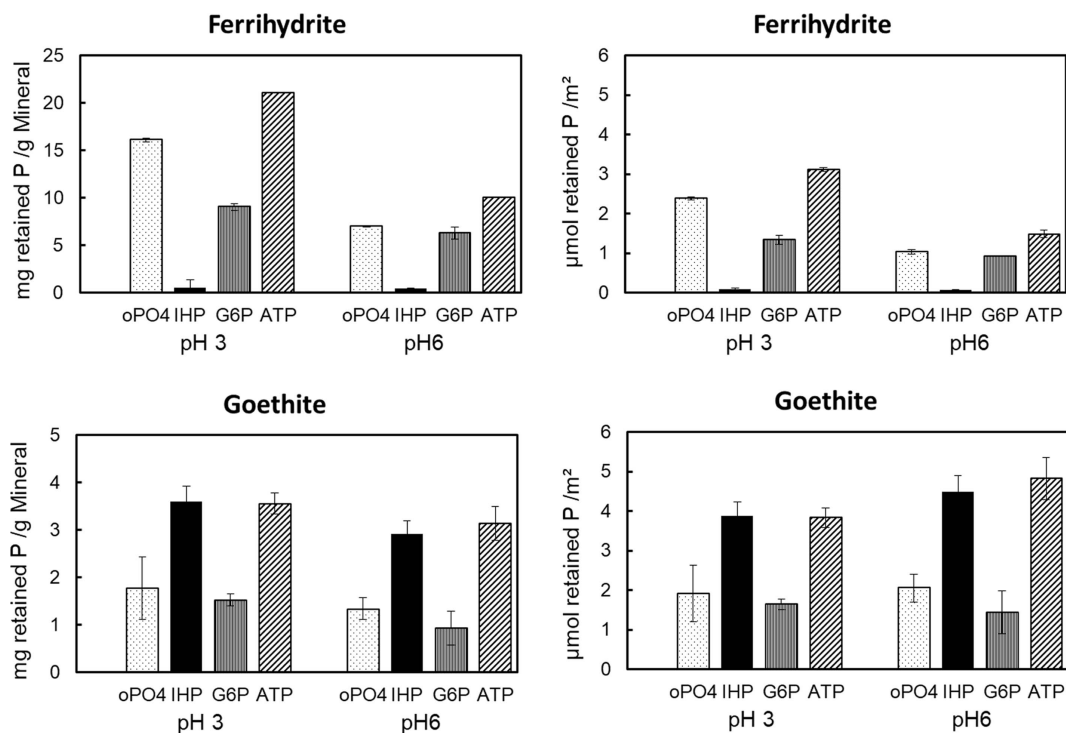 Ferrihydrite
mg retained P /g Mineral
25
20
15
10
5
0
oPO4 IHP G6P ATP oPO4 IHP G6P ATP
pH 3 pH6
Ferrihydrite
µmol retained P /m²
6
5
4
3
2
1
0
oPO4 IHP G6P ATP oPO4 IHP G6P ATP
pH 3 pH6
Goethite
mg retained P /g Mineral
5
4
3
2
1
0
oPO4 IHP G6P ATP oPO4 IHP G6P ATP
pH 3 pH6
Goethite
µmol retained P /m²
6
5
4
3
2
1
0
oPO4 IHP G6P ATP oPO4 IHP G6P ATP
pH 3 pH6